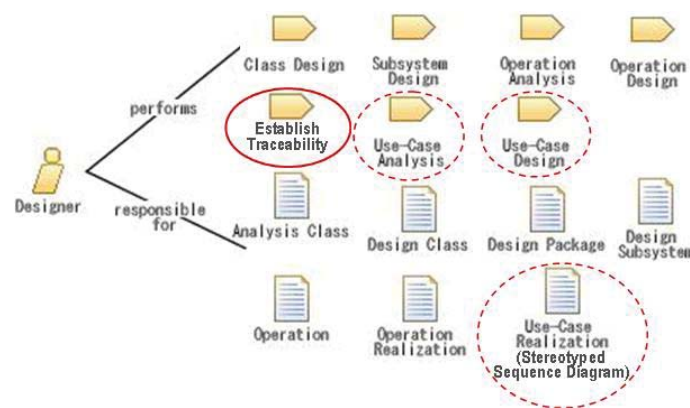 Class Design
Subsystem
Design
Operation
Analysis
Operation
Design
performs
Establish
Traceability
Use-Case
Analysis
Use-Case
Design
Designer
responsible
for
Analysis Class
Design Class
Design Package
Design
Subsystem
Operation
Operation
Realization
Use-Case
Realization
(Stereotyped
Sequence Diagram)